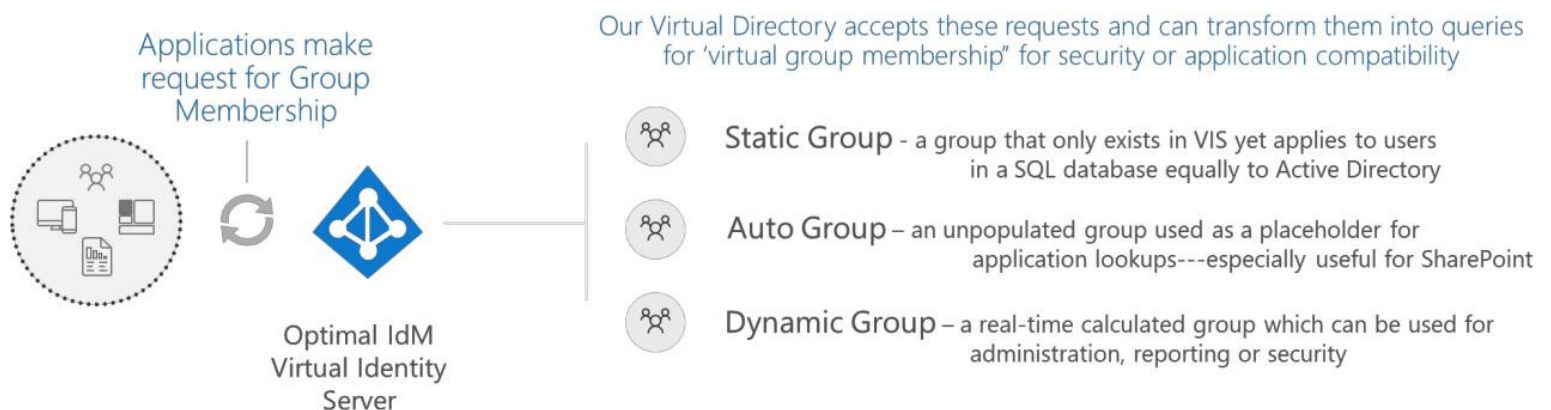 Applications make
request for Group
Membership
Our Virtual Directory accepts these requests and can transform them into queries
for ‘virtual group membership” for security or application compatibility
Static Group - a group that only exists in VIS yet applies to users
in a SQL database equally to Active Directory
Auto Group – an unpopulated group used as a placeholder for
application lookups---especially useful for SharePoint
Dynamic Group – a real-time calculated group which can be used for
administration, reporting or security
Optimal IdM
Virtual Identity
Server